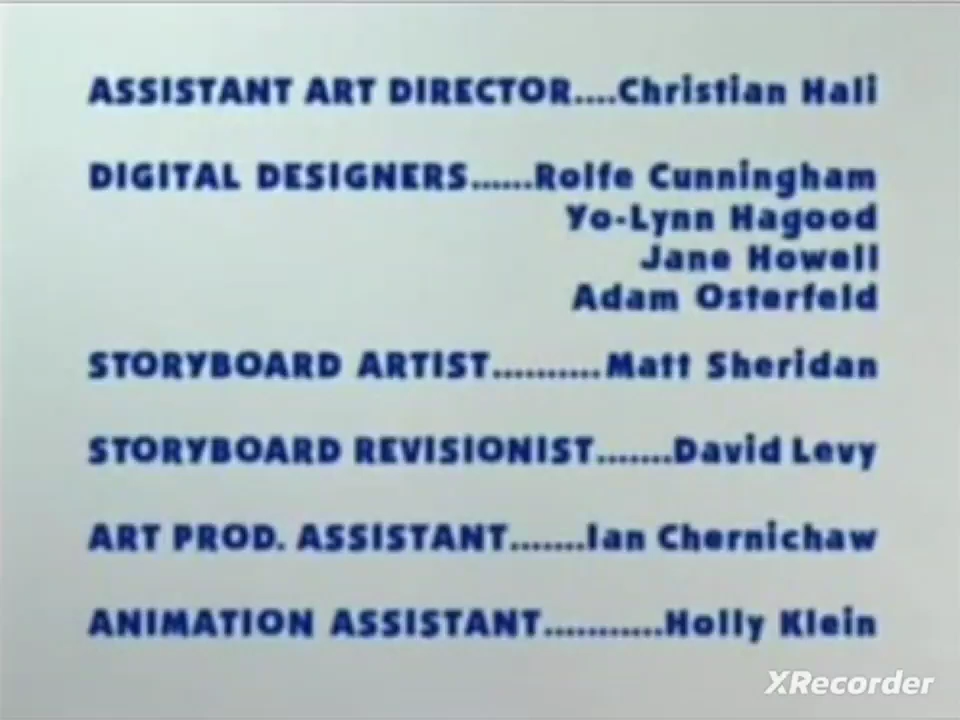 ASSISTANT ART DIRECTOR....Christian Hali
DIGITAL DESIGNERS......Rolfe Cunningham
Yo-Lynn Hagood
Jane Howell
Adam Osterfeld
STORYBOARD ARTIST..........Matt Sheridan
STORYBOARD REVISIONIST.......David Levy
ART PROD. ASSISTANT.......Ian Chernichaw
ANIMATION ASSISTANT...........Holly Klein
XRecorder